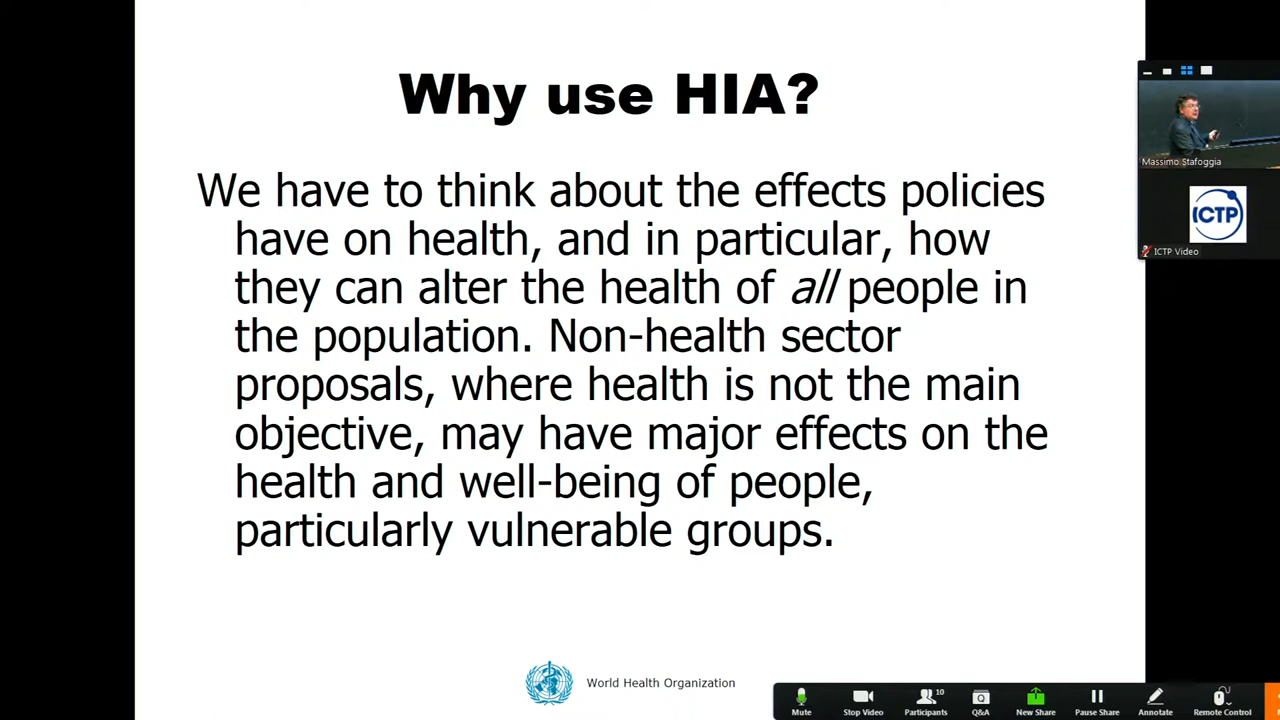 Why use HIA?
We have to think about the effects policies
have on health, and in particular, how
they can alter the health of all people in
the population. Non-health sector
proposals, where health is not the main
objective, may have major effects on the
health and well-being of people,
particularly vulnerable groups.
World Health Organization
Massimo Stafoggia
ICTP
ICTP Video
Mute
Stop Video
10
Participants
Q&A
New Share
Pause Share
Annotate
Remote Control